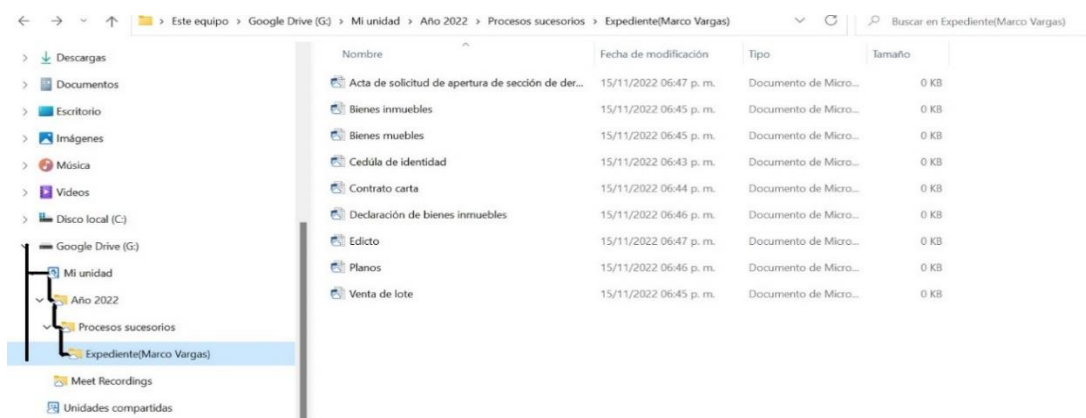 Este equipo > Google Drive (G:) > Mi unidad > Año 2022 > Procesos sucesorios > Expediente(Marco Vargas)
Buscar en Expediente(Marco Vargas)
Descargas
Documentos
Escritorio
Imágenes
Música
Videos
Disco local (C:)
Google Drive (G:)
Mi unidad
Año 2022
Procesos sucesorios
Expediente(Marco Vargas)
Meet Recordings
Unidades compartidas
Nombre Fecha de modificación Tipo Tamaño
Acta de solicitud de apertura de sección de der... 15/11/2022 06:47 p. m. Documento de Micro... 0 KB
Bienes inmuebles 15/11/2022 06:45 p. m. Documento de Micro... 0 KB
Bienes muebles 15/11/2022 06:45 p. m. Documento de Micro... 0 KB
Cedúla de identidad 15/11/2022 06:43 p. m. Documento de Micro... 0 KB
Contrato carta 15/11/2022 06:44 p. m. Documento de Micro... 0 KB
Declaración de bienes inmuebles 15/11/2022 06:46 p. m. Documento de Micro... 0 KB
Edicto 15/11/2022 06:47 p. m. Documento de Micro... 0 KB
Planos 15/11/2022 06:46 p. m. Documento de Micro... 0 KB
Venta de lote 15/11/2022 06:45 p. m. Documento de Micro... 0 KB